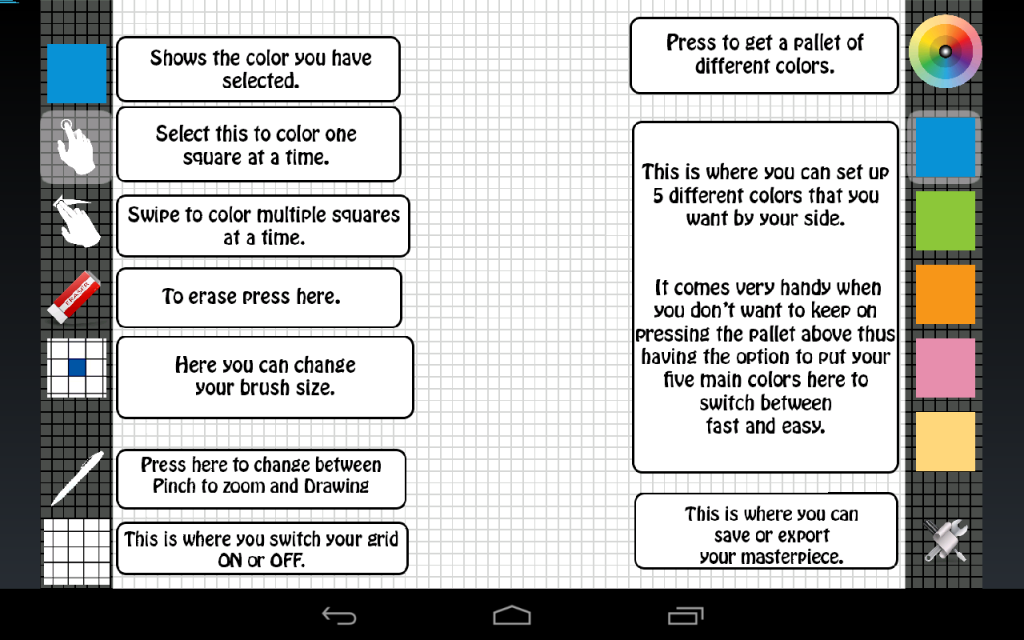 Shows the color you have
selected.
Select this to color one
square at a time.
Swipe to color multiple squares
at a time.
ERASER
To erase press here.
Here you can change
your brush size.
Press here to change between
Pinch to zoom and Drawing
This is where you switch your grid
ON or OFF.
Press to get a pallet of
different colors.
This is where you can set up
5 different colors that you
want by your side.
It comes very handy when
you don't want to keep on
pressing the pallet above thus
having the option to put your
five main colors here to
switch between
fast and easy.
This is where you can
save or export
your masterpiece.